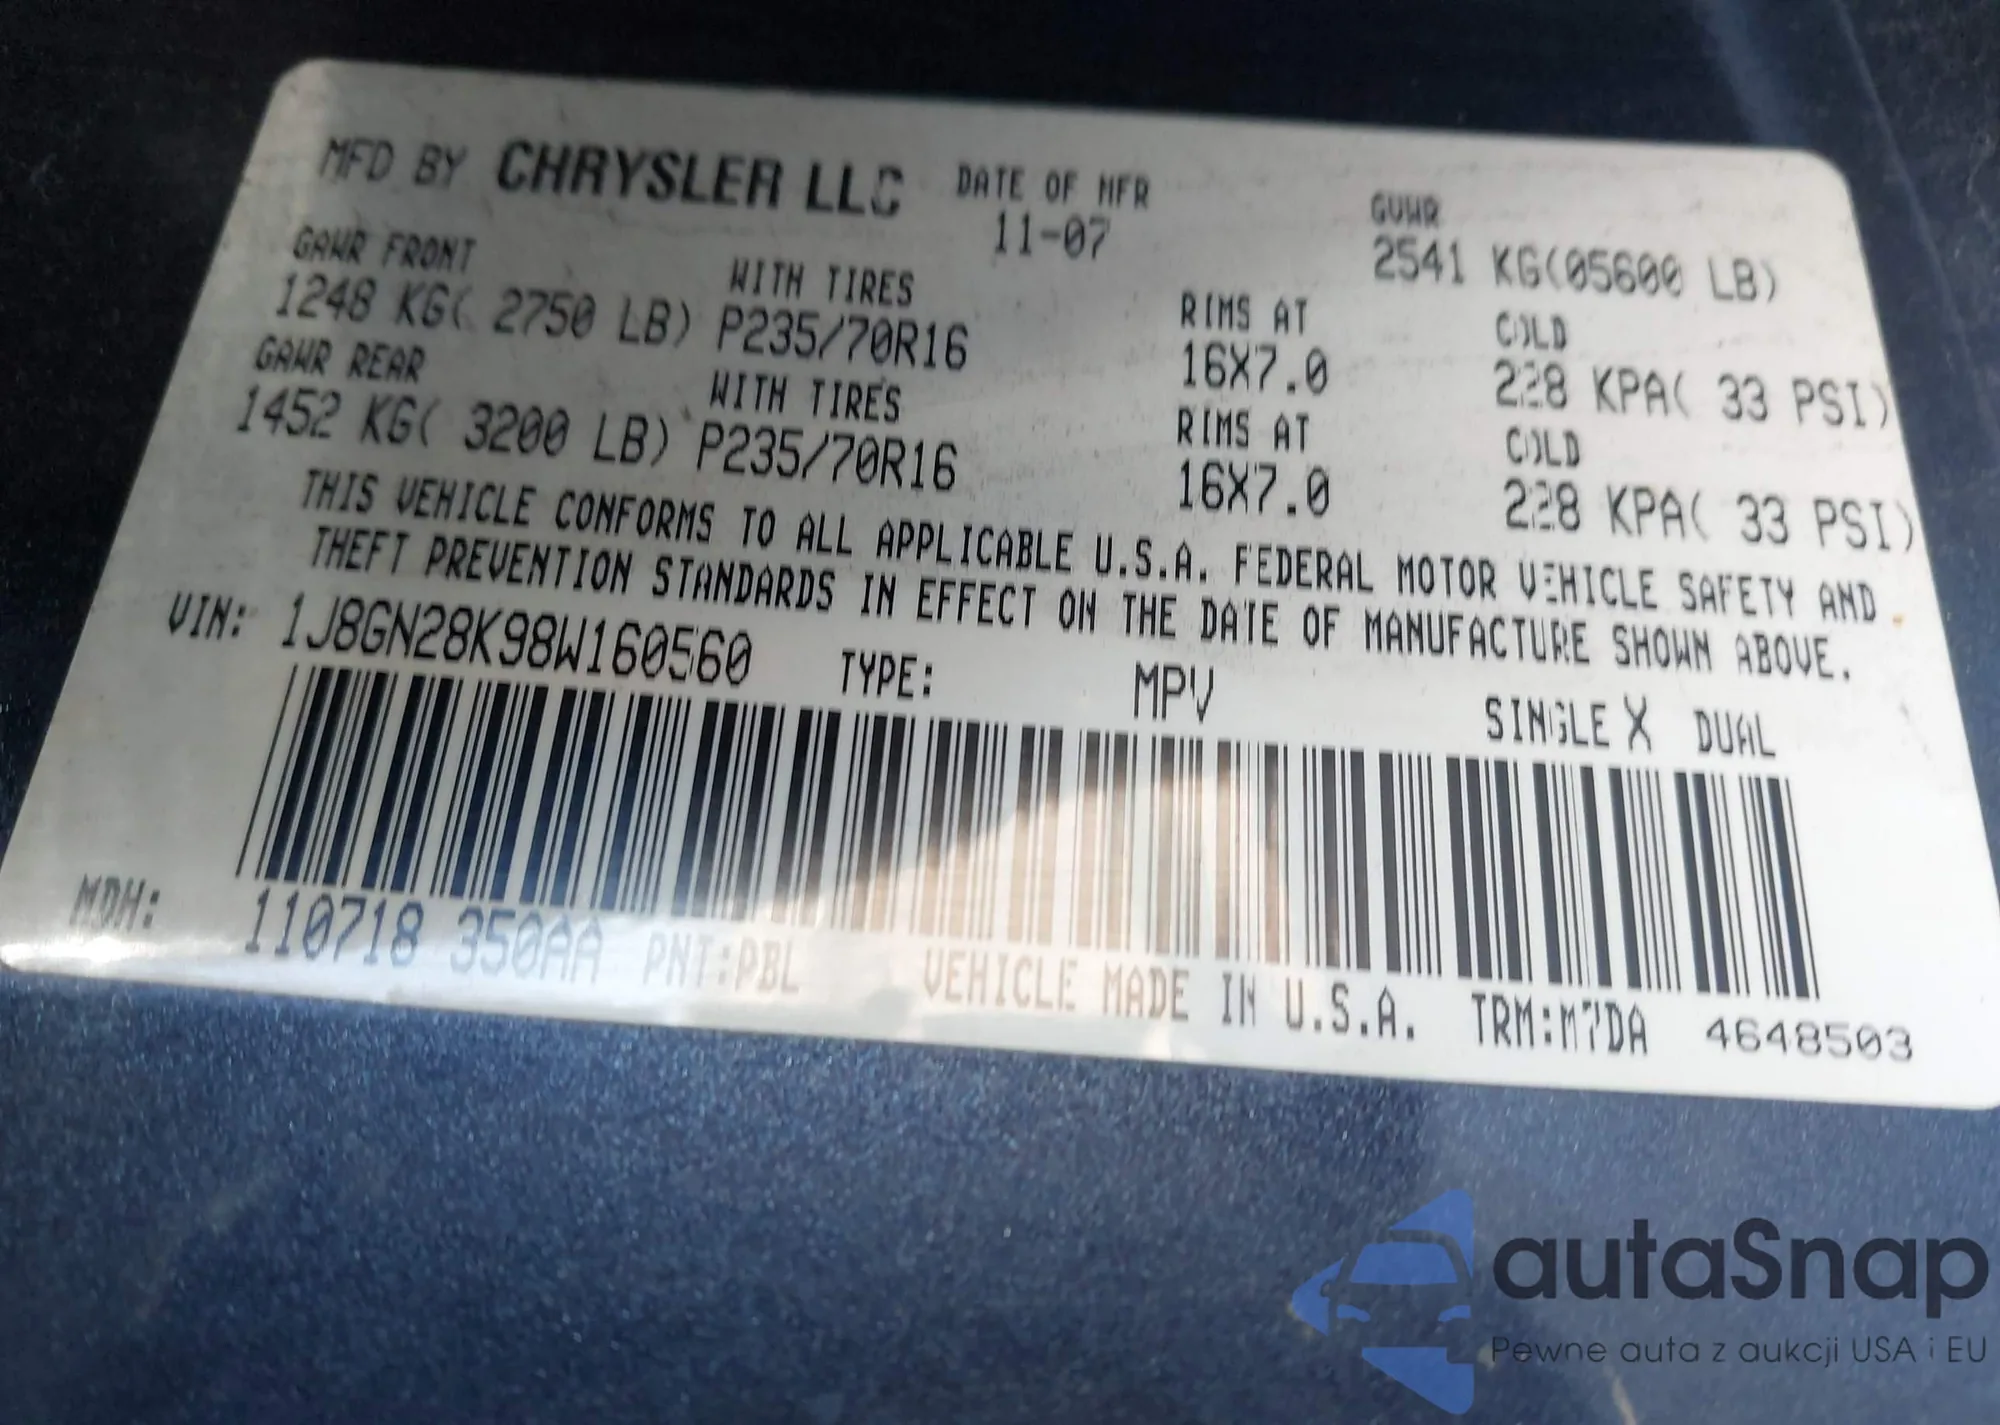 MFD BY CHRYSLER LLC DATE OF MFR GVWR
11-07 2541 KG(05600 LB)
GAWR FRONT WITH TIRES RIMS AT COLD
1248 KG( 2750 LB) P235/70R16 16X7.0 228 KPA( 33 PSI)
GAWR REAR WITH TIRES RIMS AT COLD
1452 KG( 3200 LB) P235/70R16 16X7.0 228 KPA( 33 PSI)
THIS VEHICLE CONFORMS TO ALL APPLICABLE U.S.A. FEDERAL MOTOR VEHICLE SAFETY AND
THEFT PREVENTION STANDARDS IN EFFECT ON THE DATE OF MANUFACTURE SHOWN ABOVE.
VIN: 1J8GN28K98W160560 TYPE: MPV SINGLE X DUAL
MDH: 110718 350AA PNT:PBL VEHICLE MADE IN U.S.A. TRM:M7DA 4648503
autaSnap
Pewne auta z aukcji USA i EU